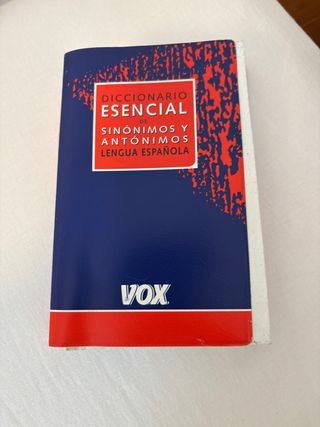 DICCIONARIO
ESENCIAL
DE
SINÓNIMOS Y
ANTÓNIMOS
LENGUA ESPAÑOLA
VOX